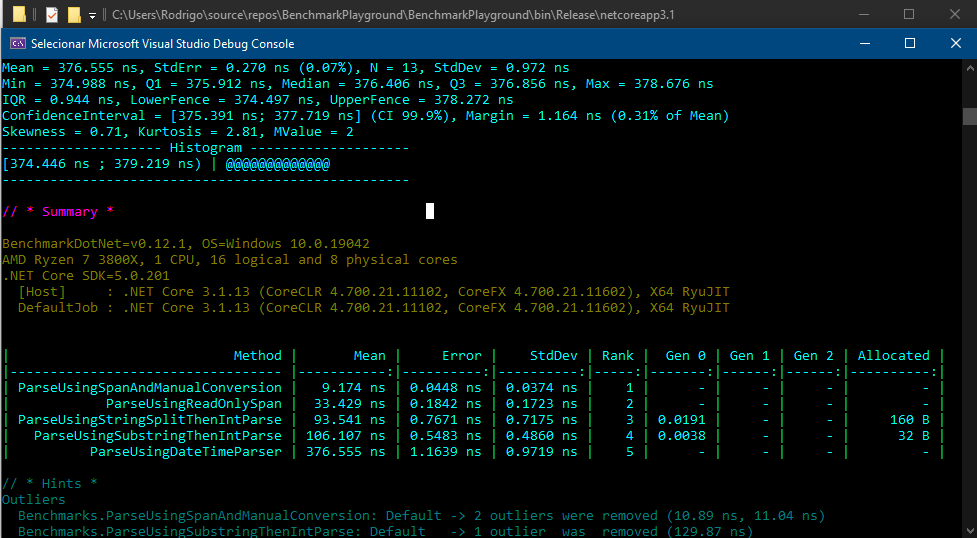 C:\Users\Rodrigo\source\repos\BenchmarkPlayground\BenchmarkPlayground\bin\Release\netcoreapp3.1
C:\ Selecionar Microsoft Visual Studio Debug Console
Mean = 376.555 ns, StdErr = 0.270 ns (0.07%), N = 13, StdDev = 0.972 ns
Min = 374.988 ns, Q1 = 375.912 ns, Median = 376.406 ns, Q3 = 376.856 ns, Max = 378.676 ns
IQR = 0.944 ns, LowerFence = 374.497 ns, UpperFence = 378.272 ns
ConfidenceInterval = [375.391 ns; 377.719 ns] (CI 99.9%), Margin = 1.164 ns (0.31% of Mean)
Skewness = 0.71, Kurtosis = 2.81, MValue = 2
-------------------- Histogram --------------------
[374.446 ns ; 379.219 ns) | @@@@@@@@@@@@@
---------------------------------------------------
// * Summary *
BenchmarkDotNet=v0.12.1, OS=Windows 10.0.19042
AMD Ryzen 7 3800X, 1 CPU, 16 logical and 8 physical cores
.NET Core SDK=5.0.201
[Host]     : .NET Core 3.1.13 (CoreCLR 4.700.21.11102, CoreFX 4.700.21.11602), X64 RyuJIT
DefaultJob : .NET Core 3.1.13 (CoreCLR 4.700.21.11102, CoreFX 4.700.21.11602), X64 RyuJIT
|                           Method |       Mean |     Error |    StdDev | Rank |  Gen 0 | Gen 1 | Gen 2 | Allocated |
|--------------------------------- |-----------:|----------:|----------:|-----:|-------:|------:|------:|----------:|
| ParseUsingSpanAndManualConversion |   9.174 ns | 0.0448 ns | 0.0374 ns |    1 |      - |     - |     - |         - |
|            ParseUsingReadOnlySpan |  33.429 ns | 0.1842 ns | 0.1723 ns |    2 |      - |     - |     - |         - |
| ParseUsingStringSplitThenIntParse |  93.541 ns | 0.7671 ns | 0.7175 ns |    3 | 0.0191 |     - |     - |     160 B |
|   ParseUsingSubstringThenIntParse | 106.107 ns | 0.5483 ns | 0.4860 ns |    4 | 0.0038 |     - |     - |      32 B |
|          ParseUsingDateTimeParser | 376.555 ns | 1.1639 ns | 0.9719 ns |    5 |      - |     - |     - |         - |
// * Hints *
Outliers
Benchmarks.ParseUsingSpanAndManualConversion: Default -> 2 outliers were removed (10.89 ns, 11.04 ns)
Benchmarks.ParseUsingSubstringThenIntParse: Default   -> 1 outlier  was  removed (129.87 ns)